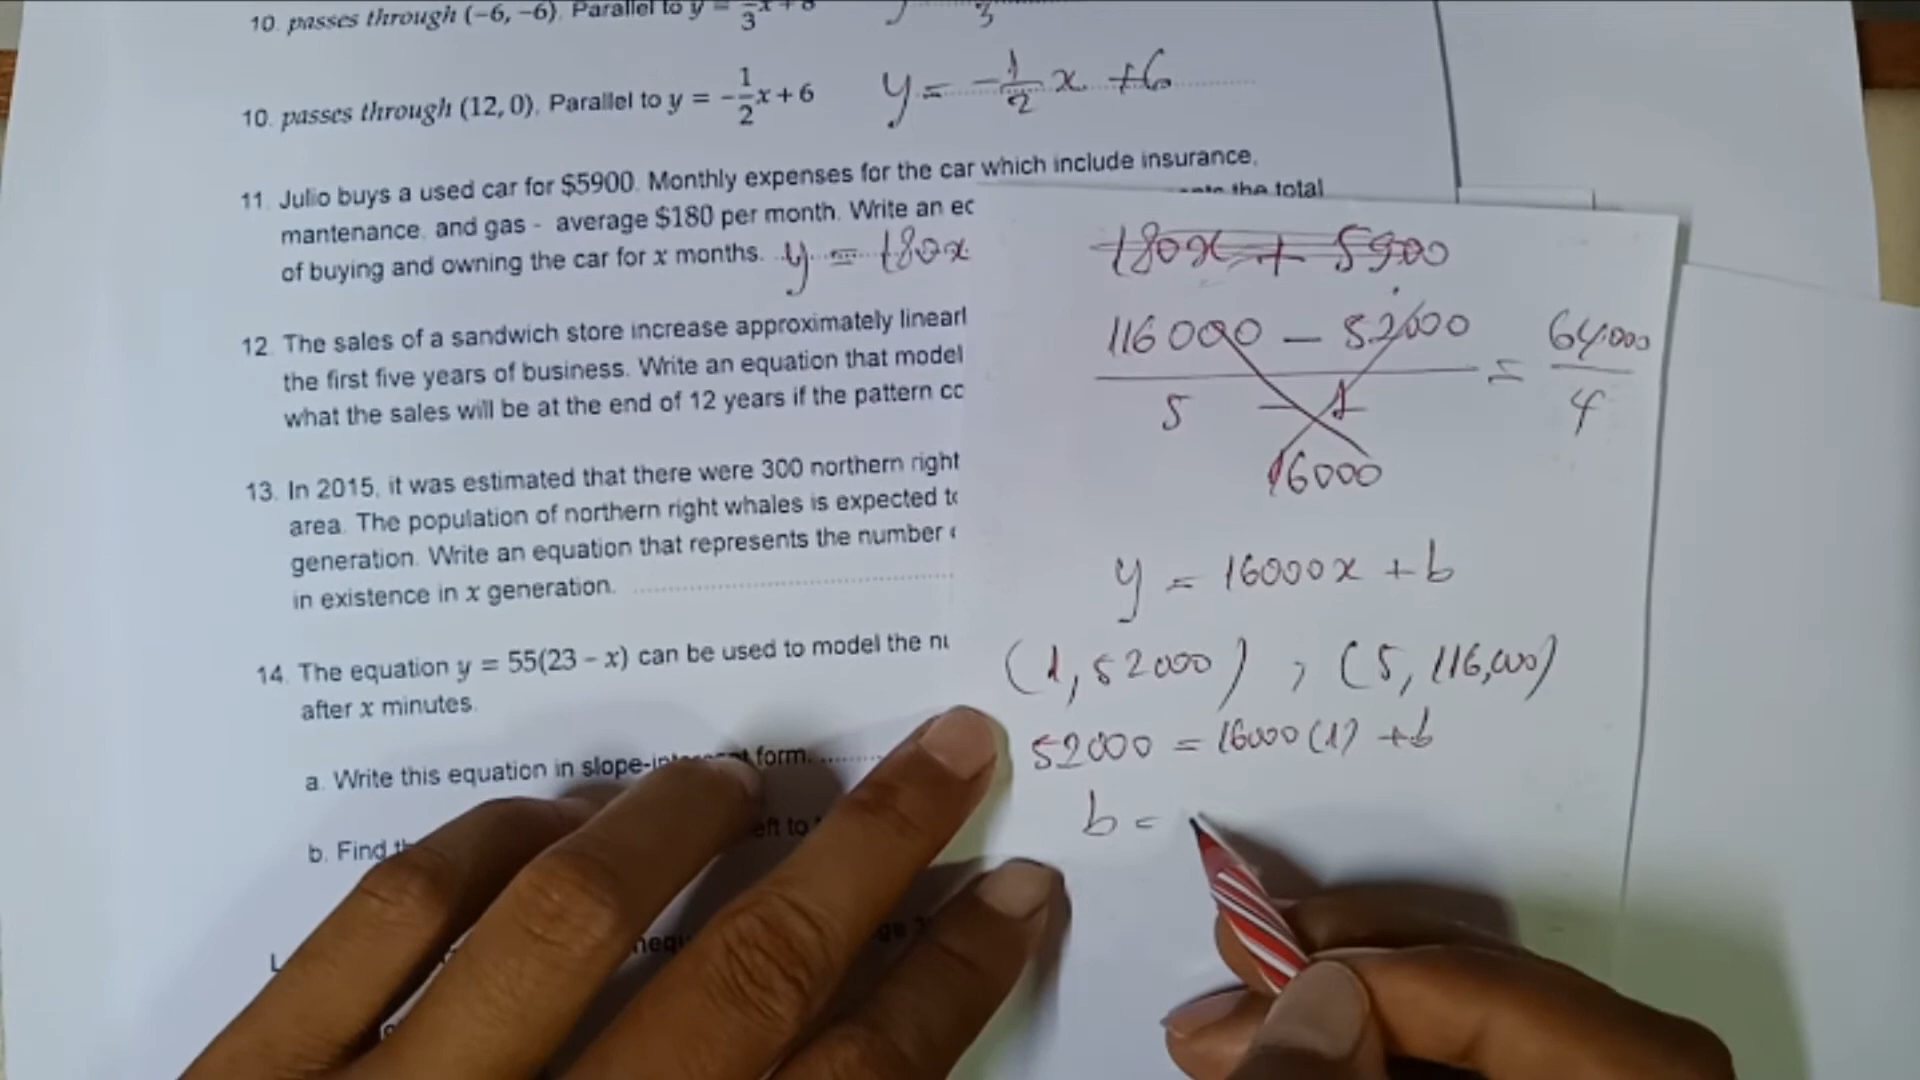 10. passes through (−6, −6). Parallel to y = 3 x + 3
10. passes through (12, 0). Parallel to y = −1/2x + 6 y = −1/2 x + 6
11. Julio buys a used car for $5900. Monthly expenses for the car which include insurance,
mantenance, and gas - average $180 per month. Write an the total
of buying and owning the car for x months. y = 180x
12. The sales of a sandwich store increase approximately
the first five years of business. Write an equation that
what the sales will be at the end of 12 years if the pattern
13. In 2015, it was estimated that there were 300 northern right
area. The population of northern right whales is expected
generation. Write an equation that represents the number
in existence in x generation.
14. The equation y = 55(23 − x) can be used to model the
after x minutes.
a. Write this equation in form.
b. Find
180x + 5900
116000 − 52000 / 5 − 1 = 64000 / 4
16000
y = 16000x + b
(1, 52000) , (5, 116,000)
52000 = 16000(1) + b
b =